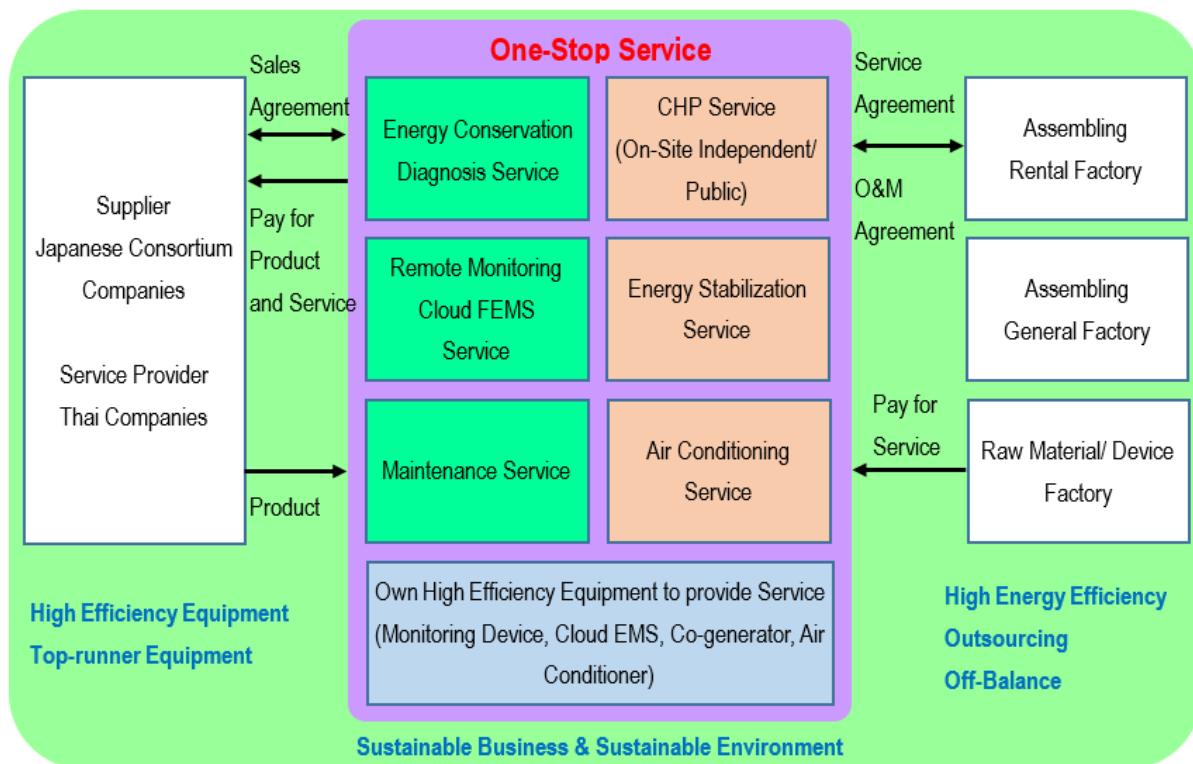 One-Stop Service
Sales
Agreement
Pay for
Product
and Service
Product
Supplier
Japanese Consortium
Companies
Service Provider
Thai Companies
High Efficiency Equipment
Top-runner Equipment
Energy Conservation
Diagnosis Service
CHP Service
(On-Site Independent/
Public)
Remote Monitoring
Cloud FEMS
Service
Energy Stabilization
Service
Maintenance Service
Air Conditioning
Service
Own High Efficiency Equipment to provide Service
(Monitoring Device, Cloud EMS, Co-generator, Air
Conditioner)
Service
Agreement
O&M
Agreement
Pay for
Service
Assembling
Rental Factory
Assembling
General Factory
Raw Material/ Device
Factory
High Energy Efficiency
Outsourcing
Off-Balance
Sustainable Business & Sustainable Environment